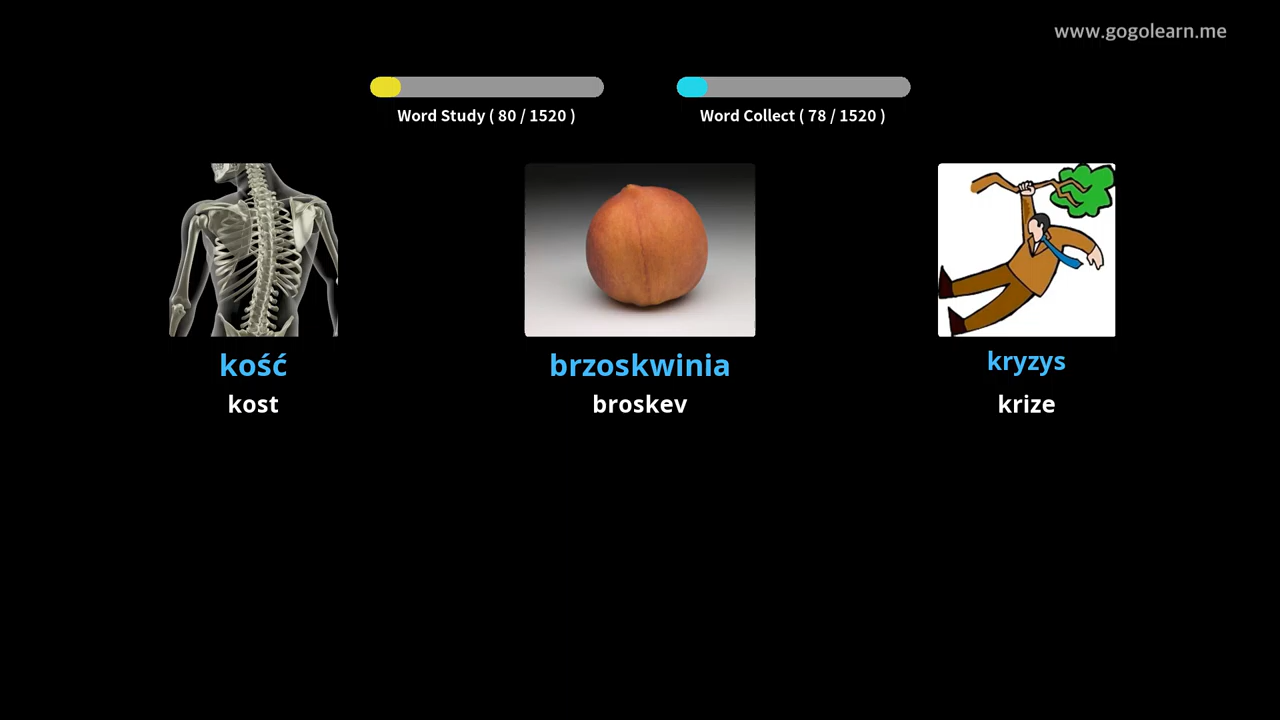 www.gogolearn.me
Word Study ( 80 / 1520 )
Word Collect ( 78 / 1520 )
kość
brzoskwinia
kryzys
kost
broskev
krize